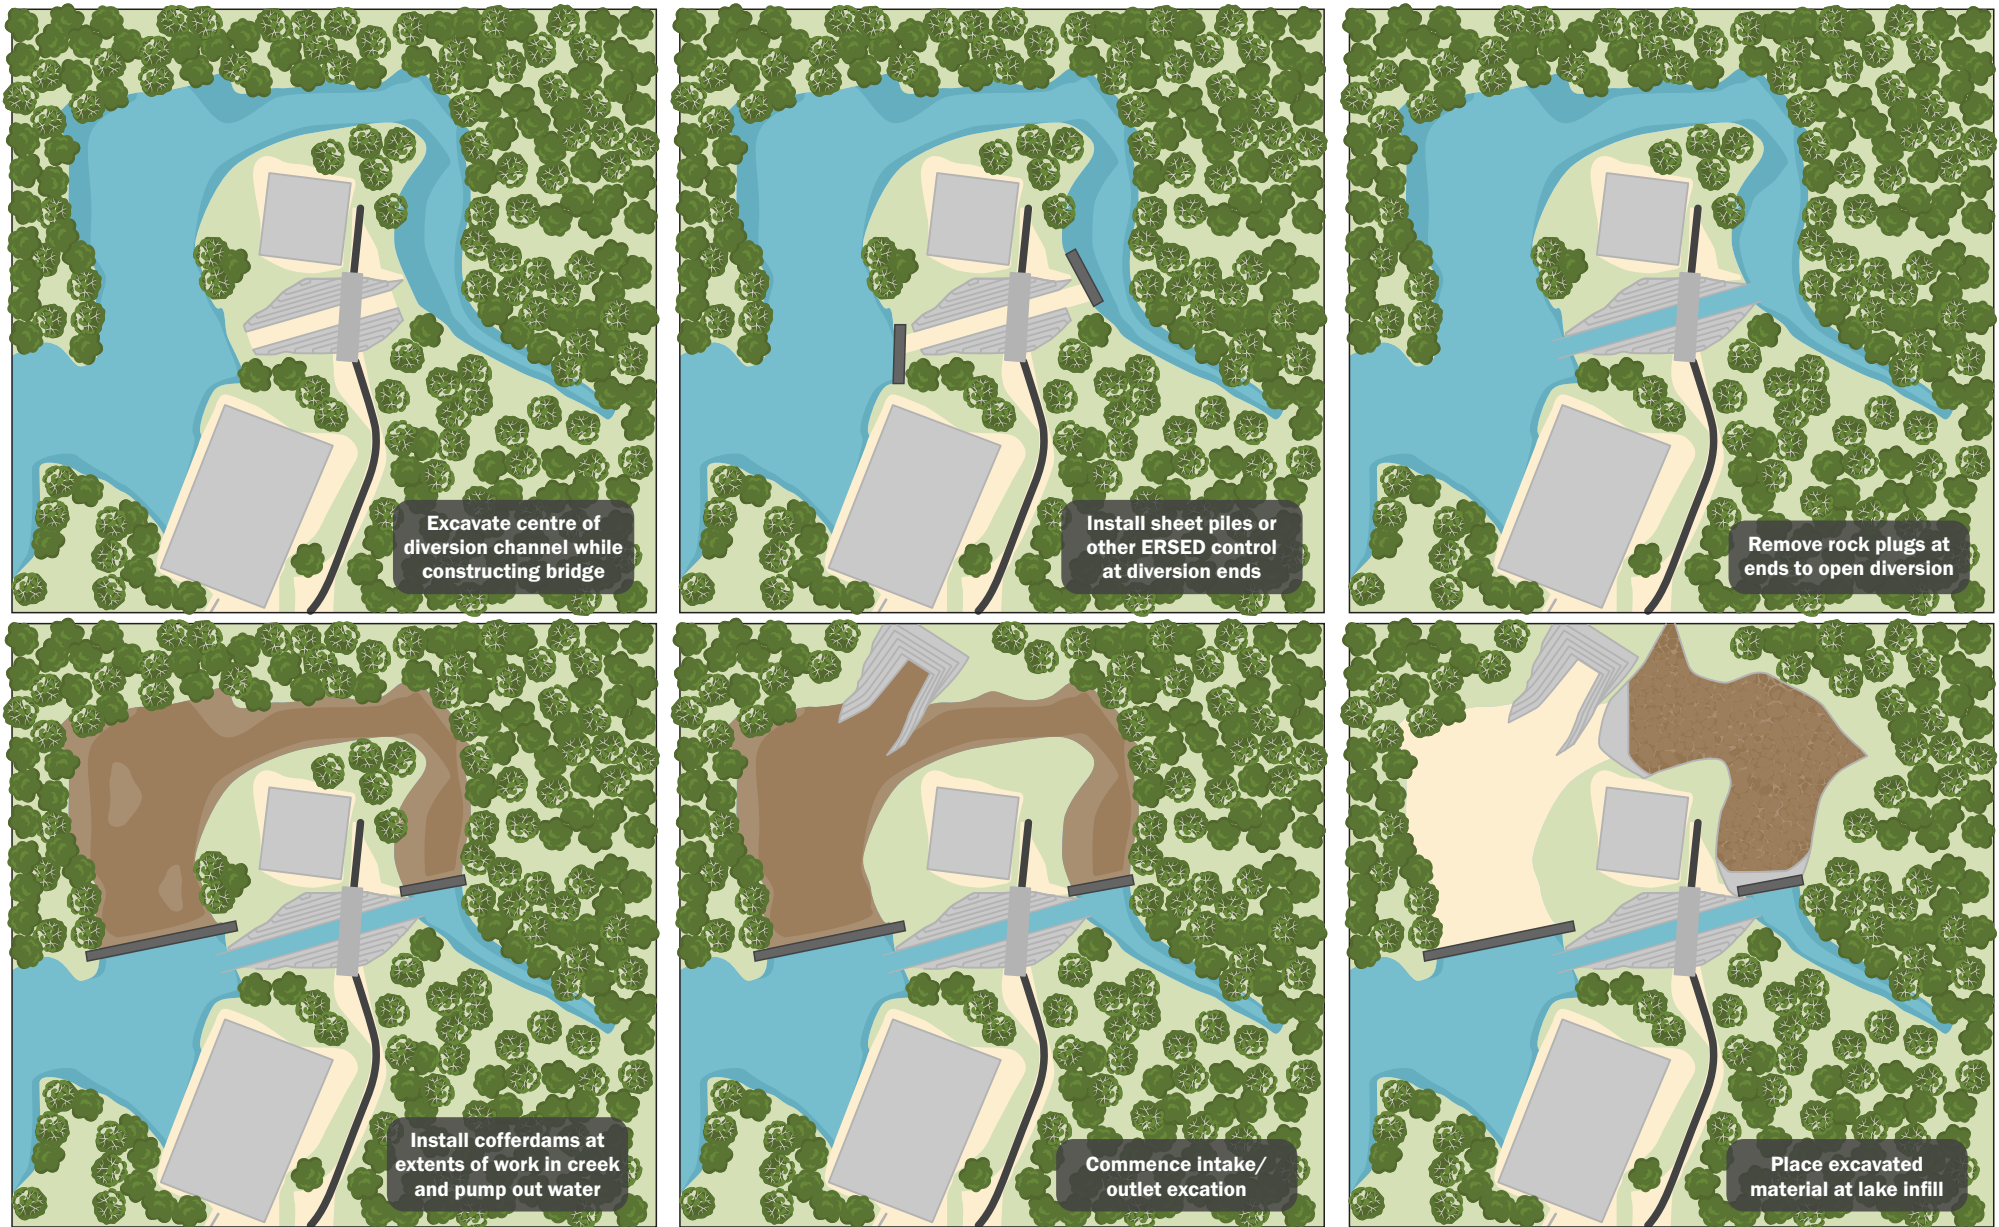 Excavate centre of
diversion channel while
constructing bridge
Install sheet piles or
other ERSED control
at diversion ends
Remove rock plugs at
ends to open diversion
Install cofferdams at
extents of work in creek
and pump out water
Commence intake/
outlet excation
Place excavated
material at lake infill